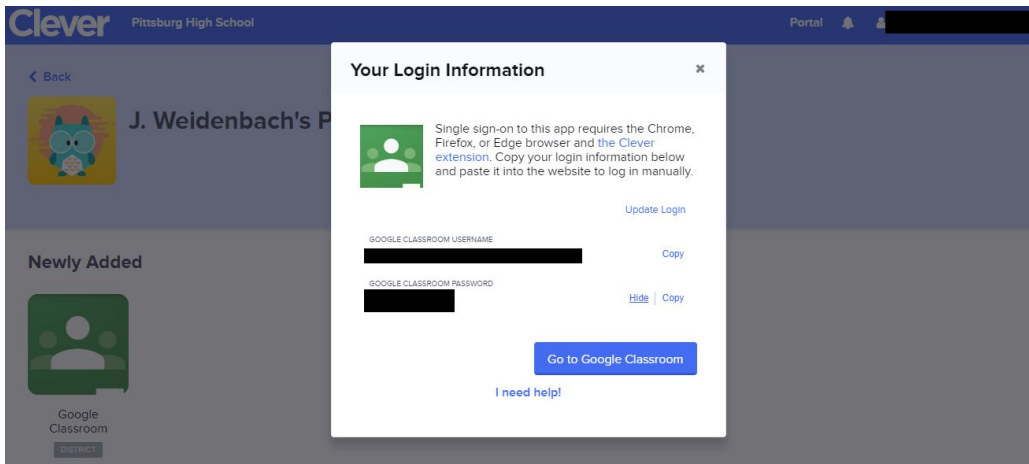 Clever Pittsburg High School Portal
Back
J. Weidenbach's P
Newly Added
Google
Classroom
DISTRICT
Your Login Information
Single sign-on to this app requires the Chrome,
Firefox, or Edge browser and the Clever
extension. Copy your login information below
and paste it into the website to log in manually.
Update Login
GOOGLE CLASSROOM USERNAME
Copy
GOOGLE CLASSROOM PASSWORD
Hide Copy
Go to Google Classroom
I need help!